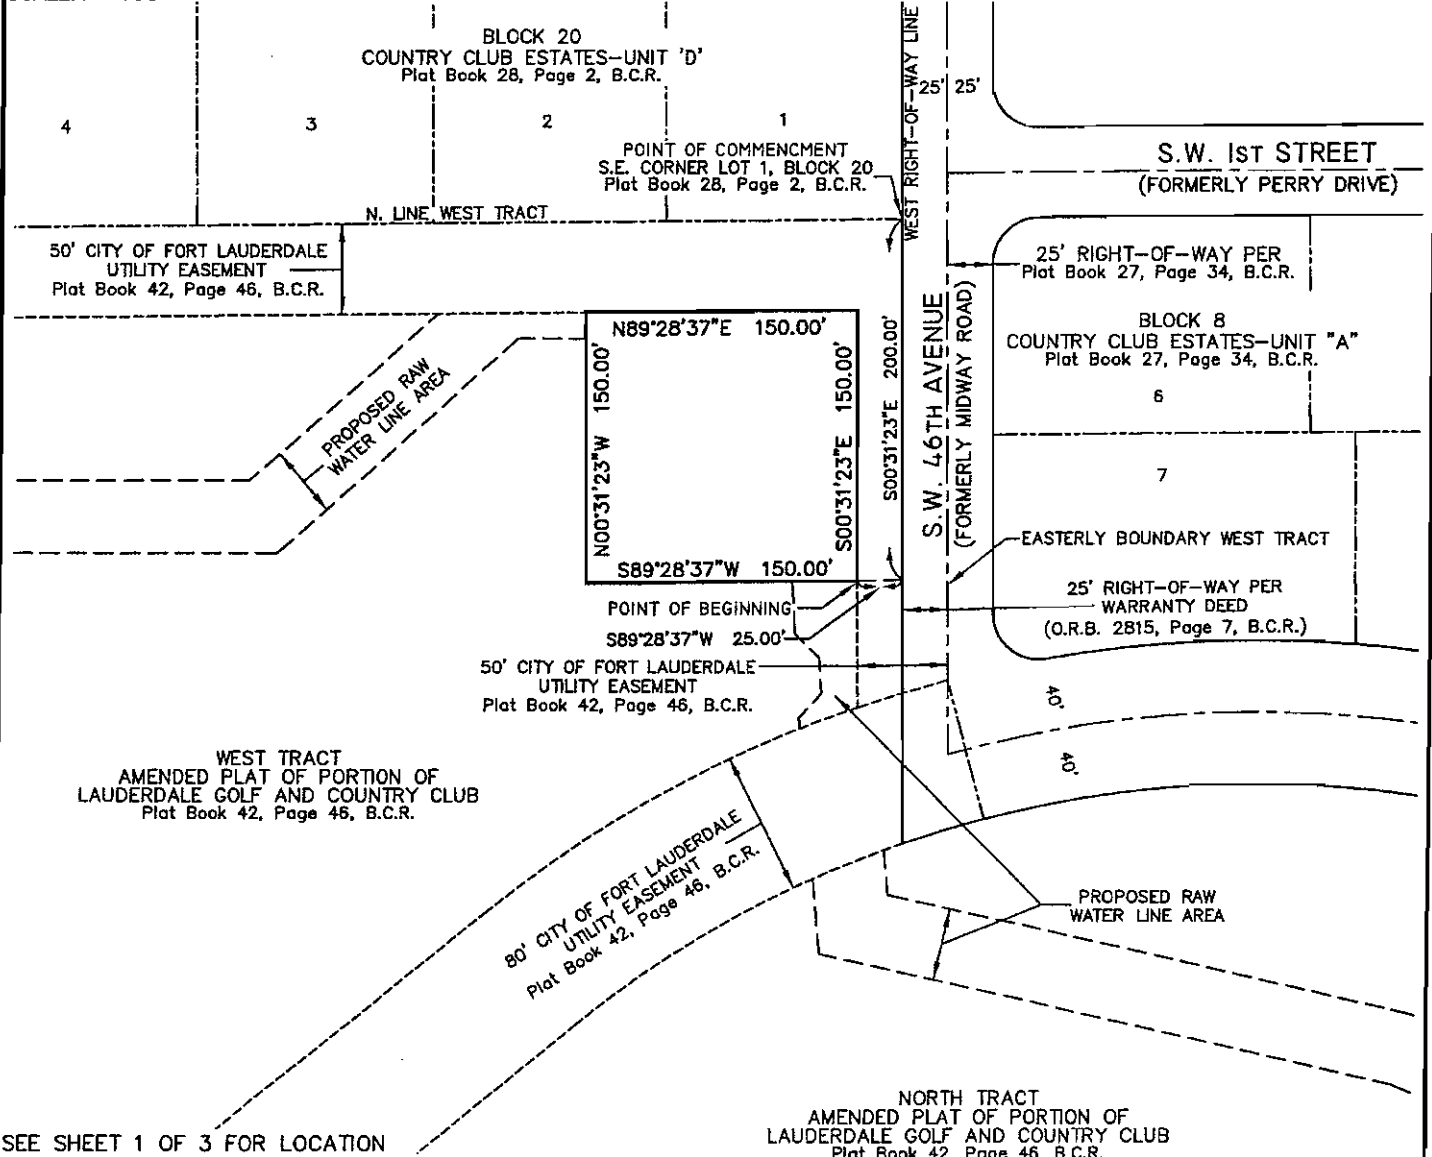 BLOCK 20
COUNTRY CLUB ESTATES-UNIT 'D'
Plat Book 28, Page 2, B.C.R.
4
3
2
1
POINT OF COMMENCMENT
S.E. CORNER LOT 1, BLOCK 20
Plat Book 28, Page 2, B.C.R.
WEST RIGHT-OF-WAY LINE
25' 25'
S.W. 1ST STREET
(FORMERLY PERRY DRIVE)
N. LINE WEST TRACT
50' CITY OF FORT LAUDERDALE
UTILITY EASEMENT
Plat Book 42, Page 46, B.C.R.
25' RIGHT-OF-WAY PER
Plat Book 27, Page 34, B.C.R.
BLOCK 8
COUNTRY CLUB ESTATES-UNIT "A"
Plat Book 27, Page 34, B.C.R.
6
7
N89°28'37"E 150.00'
N00°31'23"W 150.00'
S00°31'23"E 150.00'
S89°28'37"W 150.00'
S00°31'23"E 200.00'
S.W. 46TH AVENUE
(FORMERLY MIDWAY ROAD)
PROPOSED RAW
WATER LINE AREA
EASTERLY BOUNDARY WEST TRACT
25' RIGHT-OF-WAY PER
WARRANTY DEED
(O.R.B. 2815, Page 7, B.C.R.)
POINT OF BEGINNING
S89°28'37"W 25.00'
50' CITY OF FORT LAUDERDALE
UTILITY EASEMENT
Plat Book 42, Page 46, B.C.R.
40'
40'
WEST TRACT
AMENDED PLAT OF PORTION OF
LAUDERDALE GOLF AND COUNTRY CLUB
Plat Book 42, Page 46, B.C.R.
80' CITY OF FORT LAUDERDALE
UTILITY EASEMENT
Plat Book 42, Page 46, B.C.R.
PROPOSED RAW
WATER LINE AREA
NORTH TRACT
AMENDED PLAT OF PORTION OF
LAUDERDALE GOLF AND COUNTRY CLUB
Plat Book 42, Page 46, B.C.R.
SEE SHEET 1 OF 3 FOR LOCATION